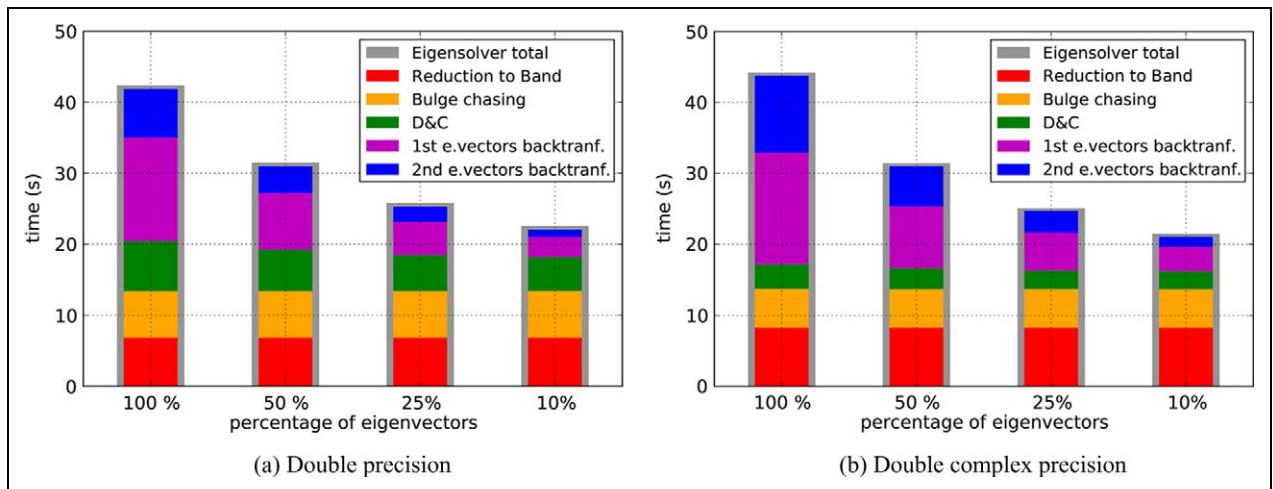 50
40
30
20
10
0
time (s)
Eigensolver total
Reduction to Band
Bulge chasing
D&C
1st e.vectors backtranf.
2nd e.vectors backtranf.
100 % 50 % 25% 10%
percentage of eigenvectors
(a) Double precision
50
40
30
20
10
0
time (s)
Eigensolver total
Reduction to Band
Bulge chasing
D&C
1st e.vectors backtranf.
2nd e.vectors backtranf.
100 % 50 % 25% 10%
percentage of eigenvectors
(b) Double complex precision